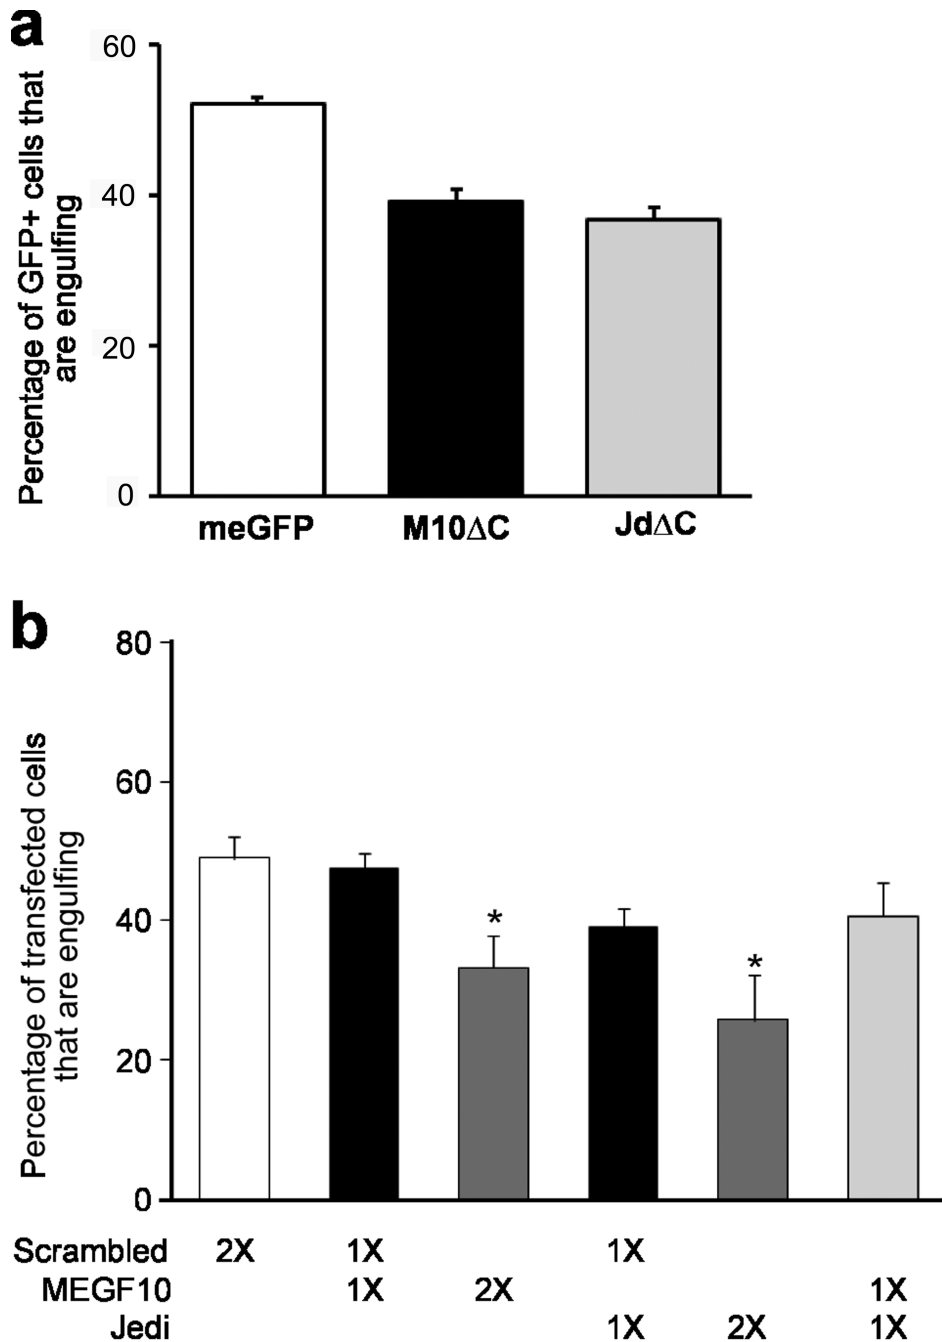 a
Percentage of GFP+ cells that
are engulfing
60
40
20
0
meGFP M10ΔC JdΔC
b
Percentage of transfected cells
that are engulfing
80
60
40
20
0
*
*
Scrambled 2X 1X 1X
MEGF10 1X 2X 1X
Jedi 1X 2X 1X